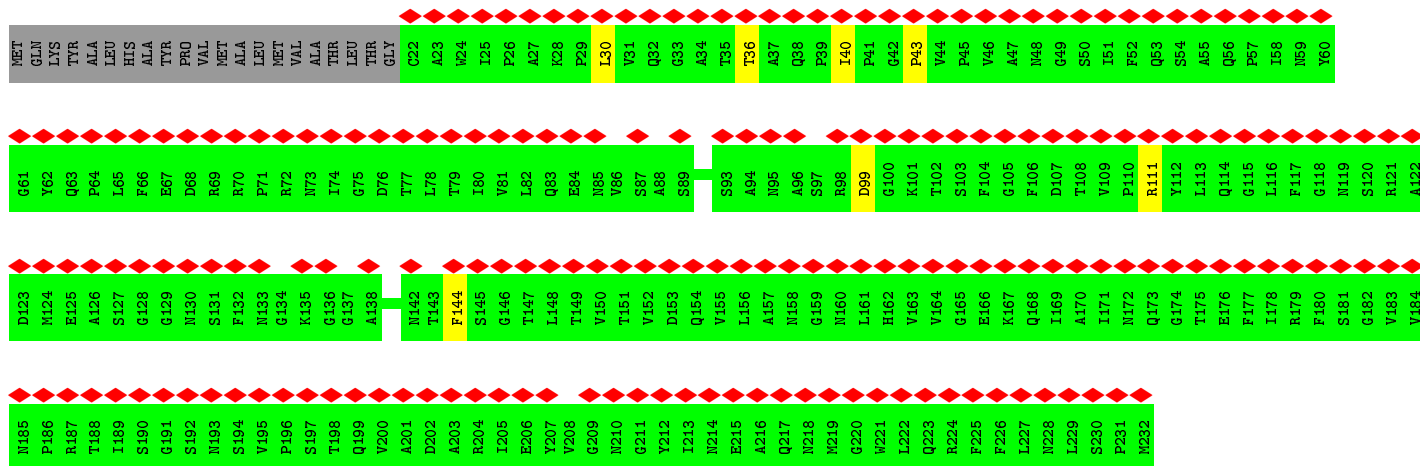 MET GLN LYS TYR ALA LEU HIS ALA TYR PRO VAL MET ALA LEU MET VAL ALA THR LEU THR GLY C22 A23 W24 I25 P26 A27 K28 P29 L30 V31 Q32 G33 A34 T35 T36 A37 Q38 P39 I40 P41 G42 P43 V44 P45 V46 A47 N48 G49 S50 I51 F52 Q53 S54 A55 Q56 P57 I58 N59 Y60
G61 Y62 Q63 P64 L65 F66 E67 D68 R69 R70 P71 R72 N73 I74 G75 D76 T77 L78 T79 I80 V81 L82 Q83 E84 N85 V86 S87 A88 S89 S93 A94 N95 A96 S97 R98 D99 G100 K101 T102 S103 F104 G105 F106 D107 T108 V109 P110 R111 Y112 L113 Q114 G115 L116 F117 G118 N119 S120 R121 A122
D123 M124 E125 A126 S127 G128 G129 N130 S131 F132 N133 G134 K135 G136 G137 A138 N142 T143 F144 S145 G146 T147 L148 T149 V150 T151 V152 D153 Q154 V155 L156 A157 N158 G159 N160 L161 H162 V163 V164 G165 E166 K167 Q168 I169 A170 I171 N172 Q173 G174 T175 E176 F177 I178 R179 F180 S181 G182 V183 V184
N185 P186 R187 T188 I189 S190 G191 S192 N193 S194 V195 P196 S197 T198 Q199 V200 A201 D202 A203 R204 I205 E206 Y207 V208 G209 N210 G211 Y212 I213 N214 E215 A216 Q217 N218 M219 G220 W221 L222 Q223 R224 F225 F226 L227 N228 L229 S230 P231 M232